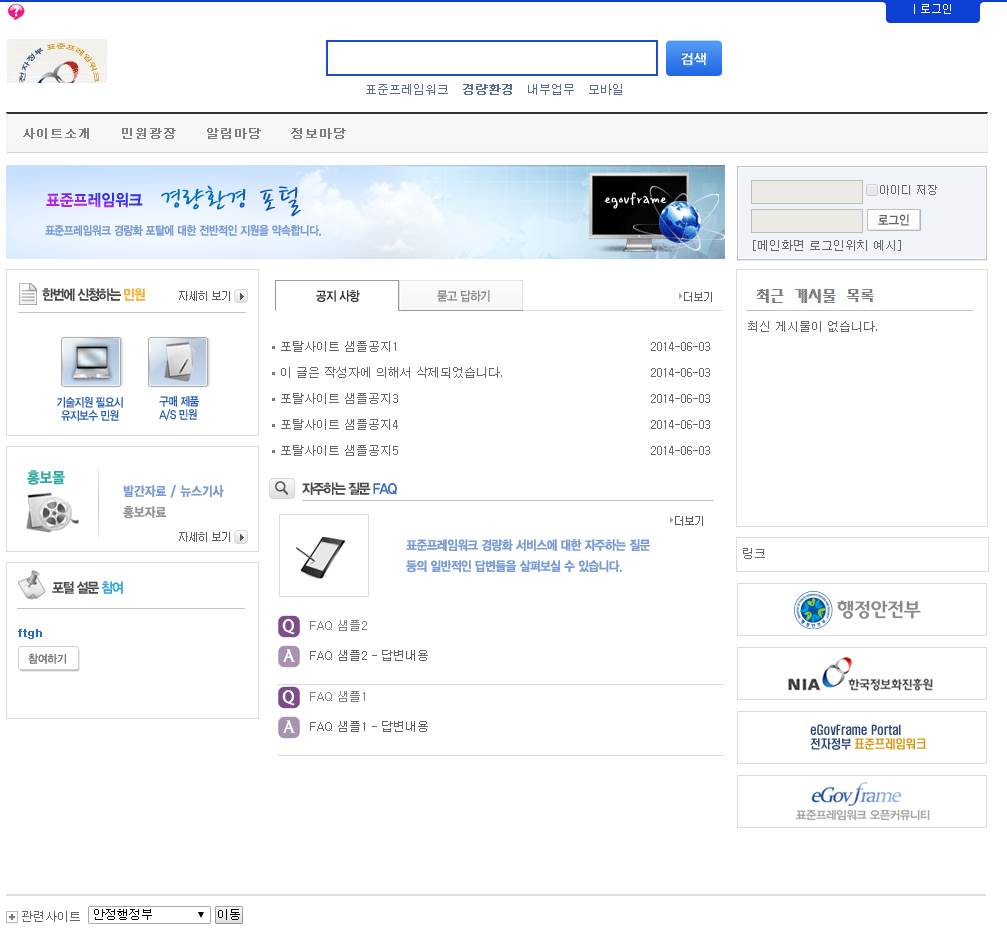 | 로그인
전자정부 표준프레임워크
검색
표준프레임워크 경량환경 내부업무 모바일
사이트소개 민원광장 알림마당 정보마당
표준프레임워크 경량환경 포털
표준프레임워크 경량화 포탈에 대한 전반적인 지원을 약속합니다.
egovframe
아이디 저장
로그인
[메인화면 로그인위치 예시]
한번에 신청하는 민원
자세히 보기
기술지원 필요시
유지보수 민원
구매 제품
A/S 민원
홍보몰
발간자료 / 뉴스기사
홍보자료
자세히 보기
포털 설문 참여
ftgh
참여하기
공지 사항 묻고 답하기 더보기
포탈사이트 샘플공지1 2014-06-03
이 글은 작성자에 의해서 삭제되었습니다. 2014-06-03
포탈사이트 샘플공지3 2014-06-03
포탈사이트 샘플공지4 2014-06-03
포탈사이트 샘플공지5 2014-06-03
자주하는 질문 FAQ
더보기
표준프레임워크 경량화 서비스에 대한 자주하는 질문
등의 일반적인 답변들을 살펴보실 수 있습니다.
Q FAQ 샘플2
A FAQ 샘플2 - 답변내용
Q FAQ 샘플1
A FAQ 샘플1 - 답변내용
최근 게시물 목록
최신 게시물이 없습니다.
링크
행정안전부
NIA 한국정보화진흥원
eGovFrame Portal
전자정부 표준프레임워크
eGovframe
표준프레임워크 오픈커뮤니티
관련사이트 안정행정부 이동